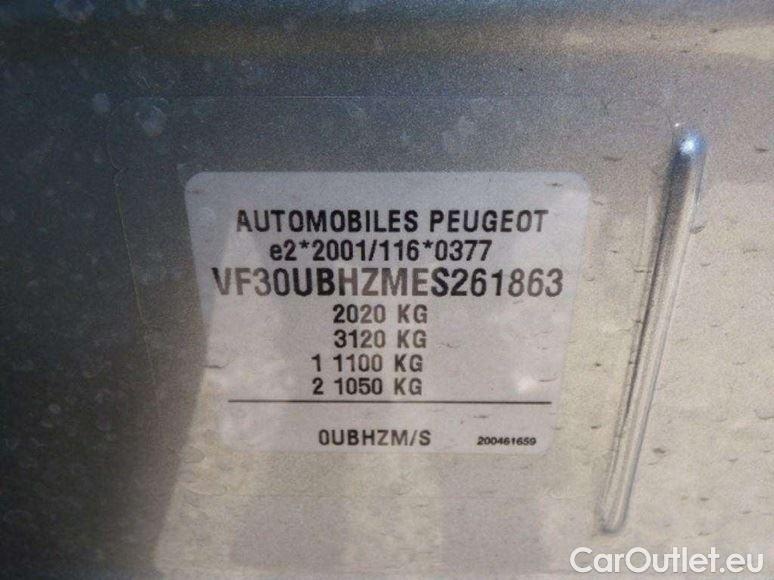 AUTOMOBILES PEUGEOT
e2*2001/116*0377
VF30UBHZMES261863
2020 KG
3120 KG
1 1100 KG
2 1050 KG
0UBHZM/S 200461659
CarOutlet.eu